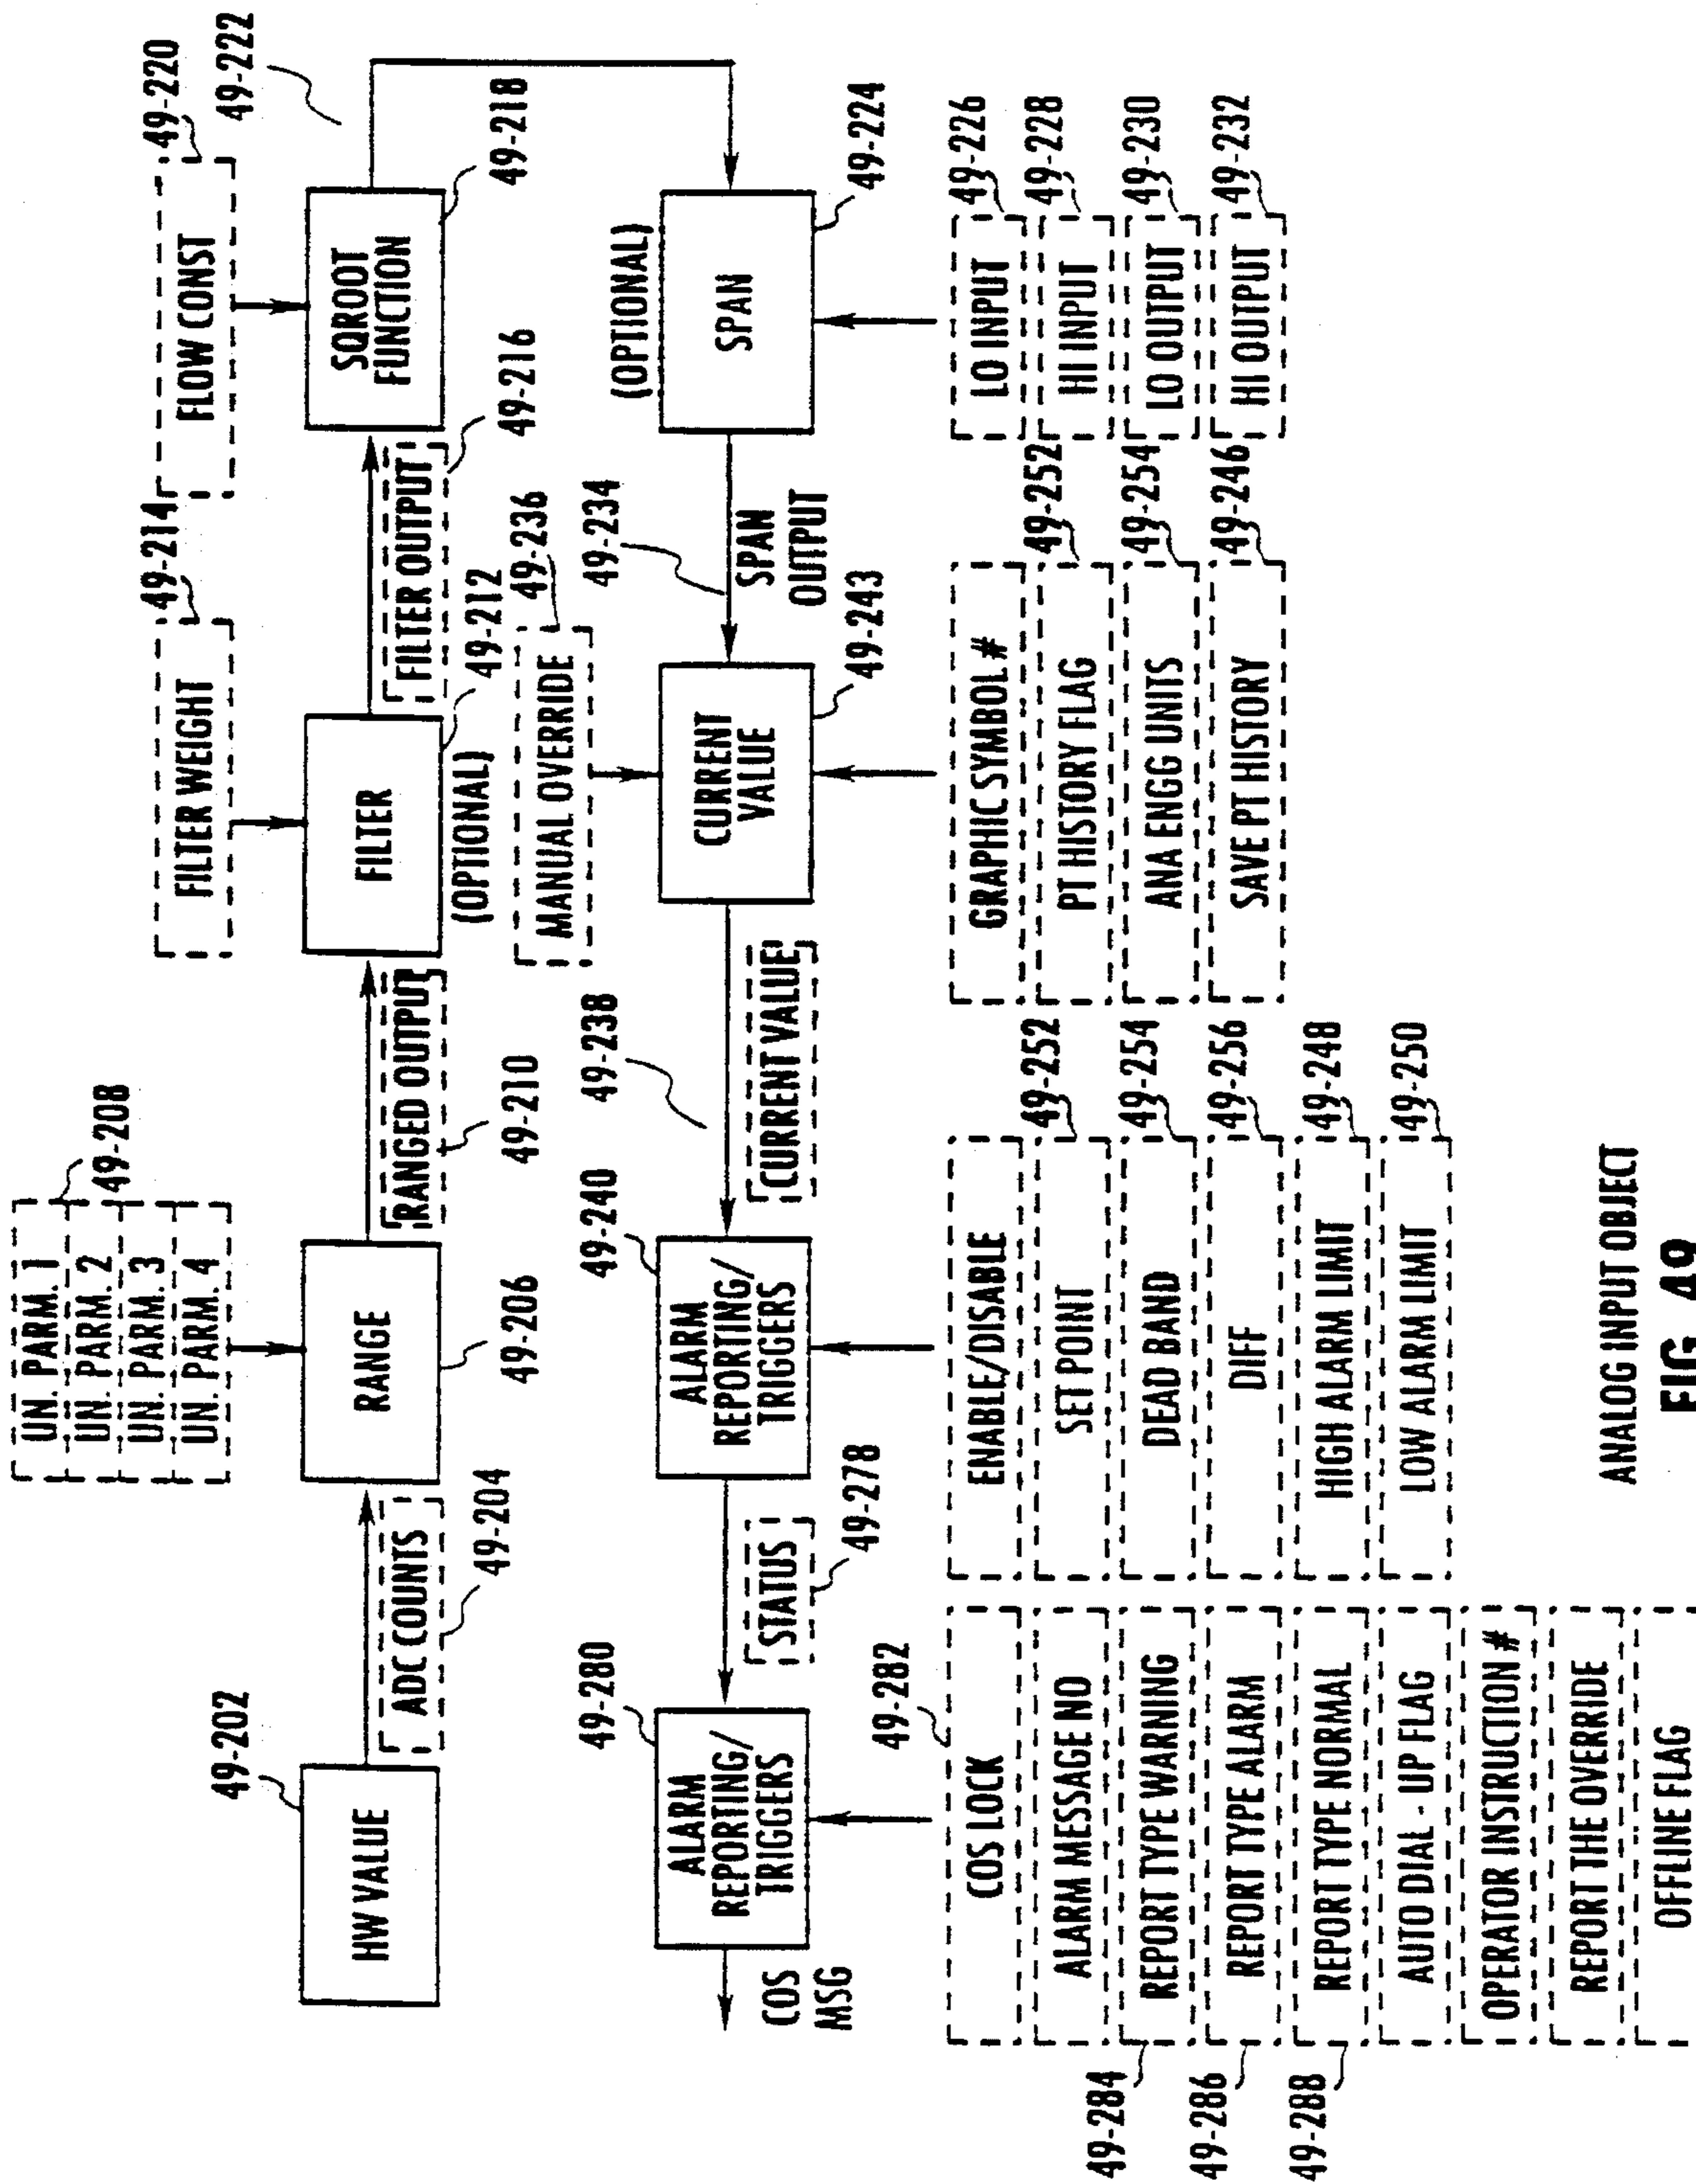 UN. PARM. 1
UN. PARM. 2
UN. PARM. 3
UN. PARM. 4
49-208
FILTER WEIGHT
49-214
FLOW CONST
49-220
49-222
49-202
HW VALUE
ADC COUNTS
49-204
RANGE
49-206
RANGED OUTPUT
49-210
FILTER
(OPTIONAL)
49-212
FILTER OUTPUT
49-216
SQROOT
FUNCTION
49-218
49-280
ALARM
REPORTING/
TRIGGERS
COS
MSG
STATUS
49-278
49-240
ALARM
REPORTING/
TRIGGERS
49-238
CURRENT VALUE
MANUAL OVERRIDE
49-236
CURRENT
VALUE
49-243
49-234
SPAN
OUTPUT
(OPTIONAL)
SPAN
49-224
49-282
COS LOCK
ALARM MESSAGE NO
49-284
REPORT TYPE WARNING
49-286
REPORT TYPE ALARM
49-288
REPORT TYPE NORMAL
AUTO DIAL - UP FLAG
OPERATOR INSTRUCTION #
REPORT THE OVERRIDE
OFFLINE FLAG
ENABLE/DISABLE
SET POINT
49-252
DEAD BAND
49-254
DIFF
49-256
HIGH ALARM LIMIT
49-248
LOW ALARM LIMIT
49-250
GRAPHIC SYMBOL #
PT HISTORY FLAG
49-252
ANA ENGG UNITS
49-254
SAVE PT HISTORY
49-246
LO INPUT
49-226
HI INPUT
49-228
LO OUTPUT
49-230
HI OUTPUT
49-232
ANALOG INPUT OBJECT
FIG. 49